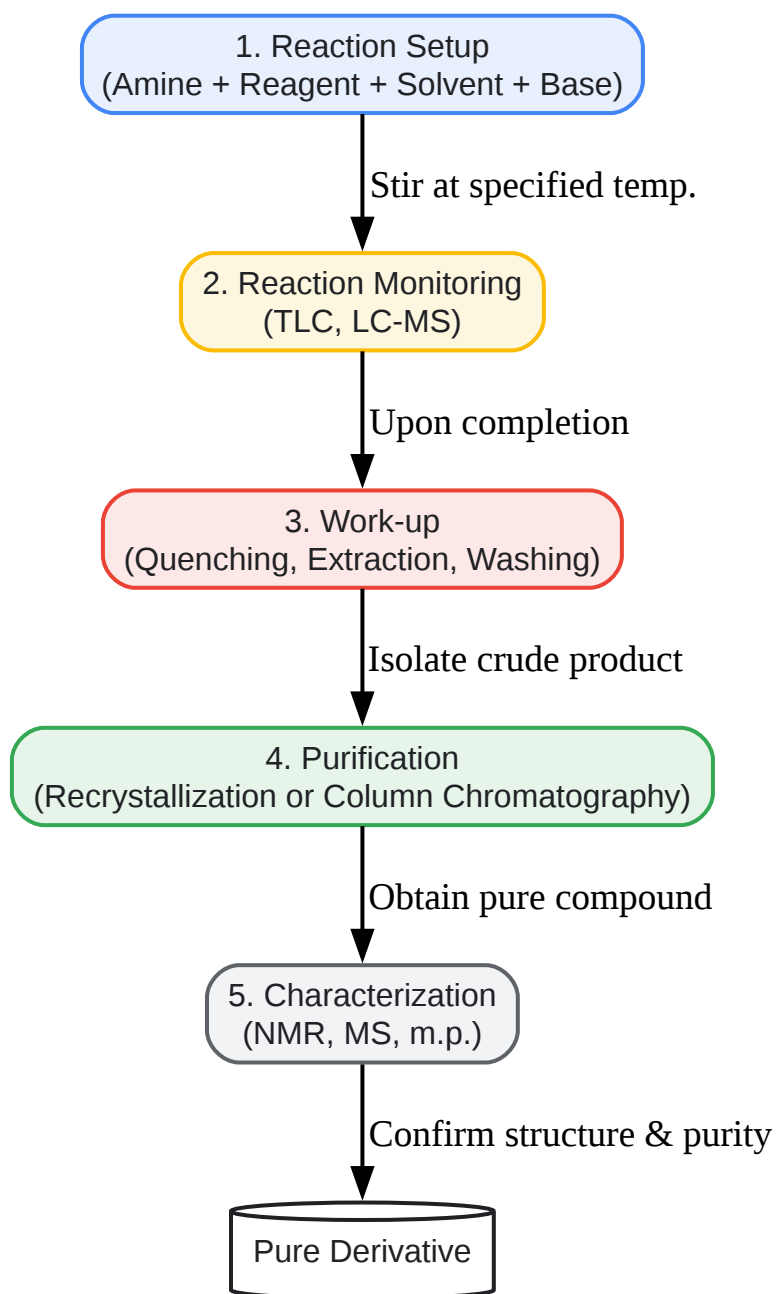 1. Reaction Setup
(Amine + Reagent + Solvent + Base)
Stir at specified temp.
2. Reaction Monitoring
(TLC, LC-MS)
Upon completion
3. Work-up
(Quenching, Extraction, Washing)
Isolate crude product
4. Purification
(Recrystallization or Column Chromatography)
Obtain pure compound
5. Characterization
(NMR, MS, m.p.)
Confirm structure & purity
Pure Derivative